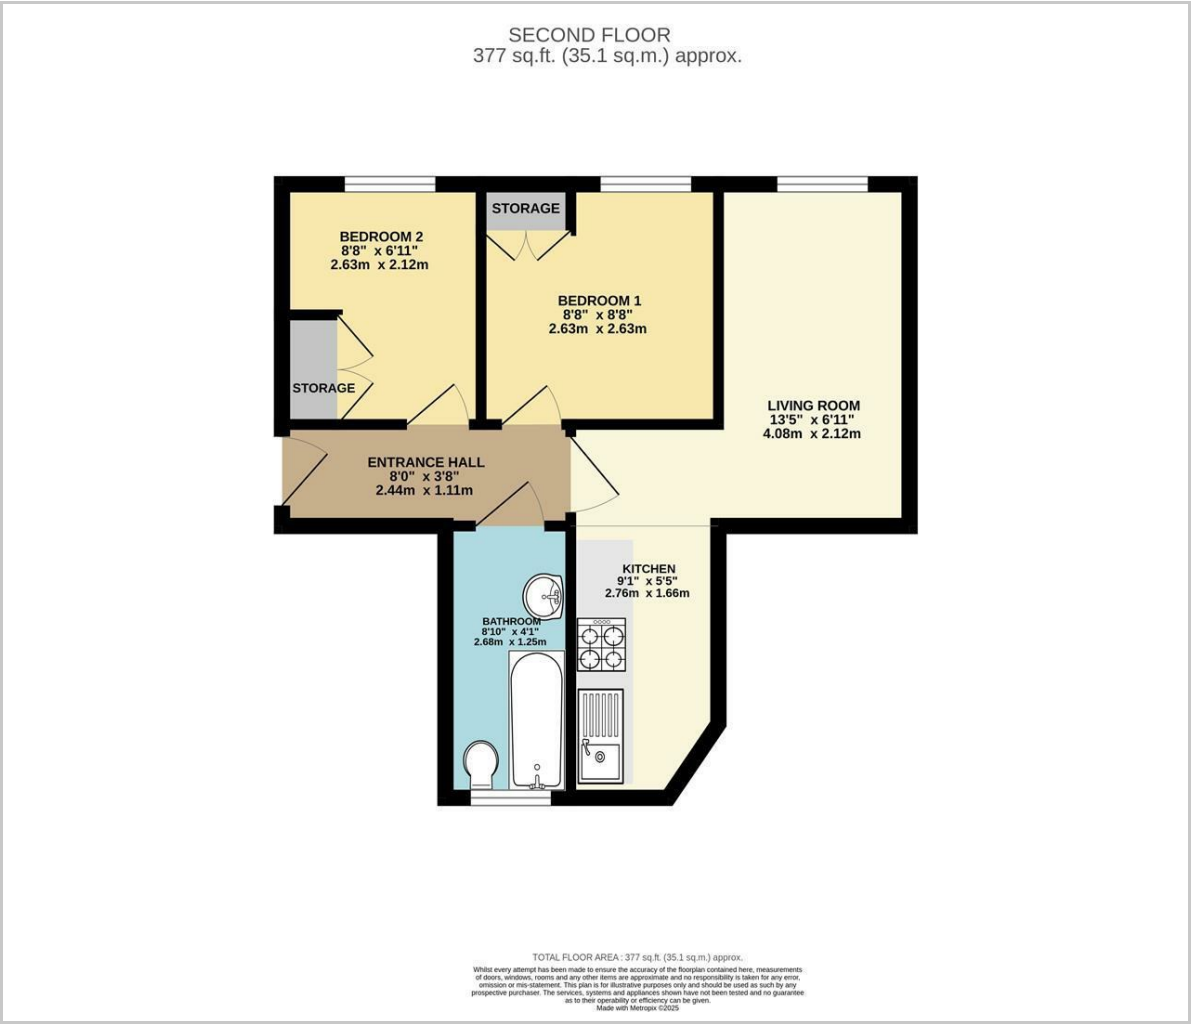 SECOND FLOOR
377 sq.ft. (35.1 sq.m.) approx.
STORAGE
BEDROOM 2
8'8" x 6'11"
2.63m x 2.12m
BEDROOM 1
8'8" x 8'8"
2.63m x 2.63m
STORAGE
LIVING ROOM
13'5" x 6'11"
4.08m x 2.12m
ENTRANCE HALL
8'0" x 3'8"
2.44m x 1.11m
KITCHEN
9'1" x 5'5"
2.76m x 1.66m
BATHROOM
8'10" x 4'1"
2.68m x 1.25m
TOTAL FLOOR AREA : 377 sq.ft. (35.1 sq.m.) approx.
Whilst every attempt has been made to ensure the accuracy of the floorplan contained here, measurements
of doors, windows, rooms and any other items are approximate and no responsibility is taken for any error,
omission or mis-statement. This plan is for illustrative purposes only and should be used as such by any
prospective purchaser. The services, systems and appliances shown have not been tested and no guarantee
as to their operability or efficiency can be given.
Made with Metropix ©2025